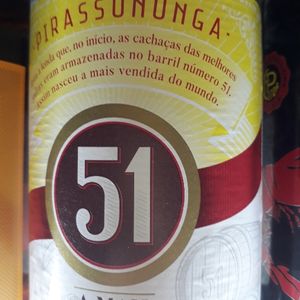 ·PIRASSUNUNGA·
lenda que, no início, as cachaças das melhores
eram armazenadas no barril número 51.
Assim nasceu a mais vendida do mundo.
51